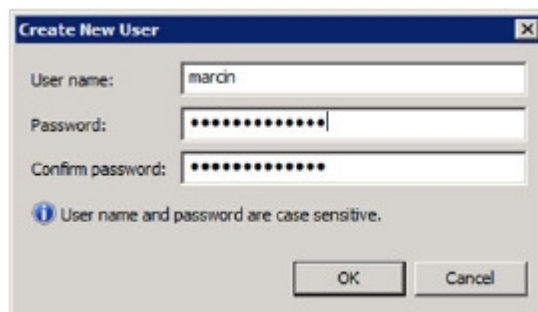 Create New User
User name: marcin
Password: •••••••••••••
Confirm password: •••••••••••••
User name and password are case sensitive.
OK Cancel